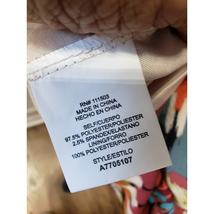 RN# 111503
MADE IN CHINA
HECHO EN CHINA
SELF/CUERPO
97.5% POLYESTER/POLIESTER
2.5% SPANDEX/ELASTANO
LINING/FORRO
100% POLYESTER/POLIESTER
STYLE/ESTILO
A7705107